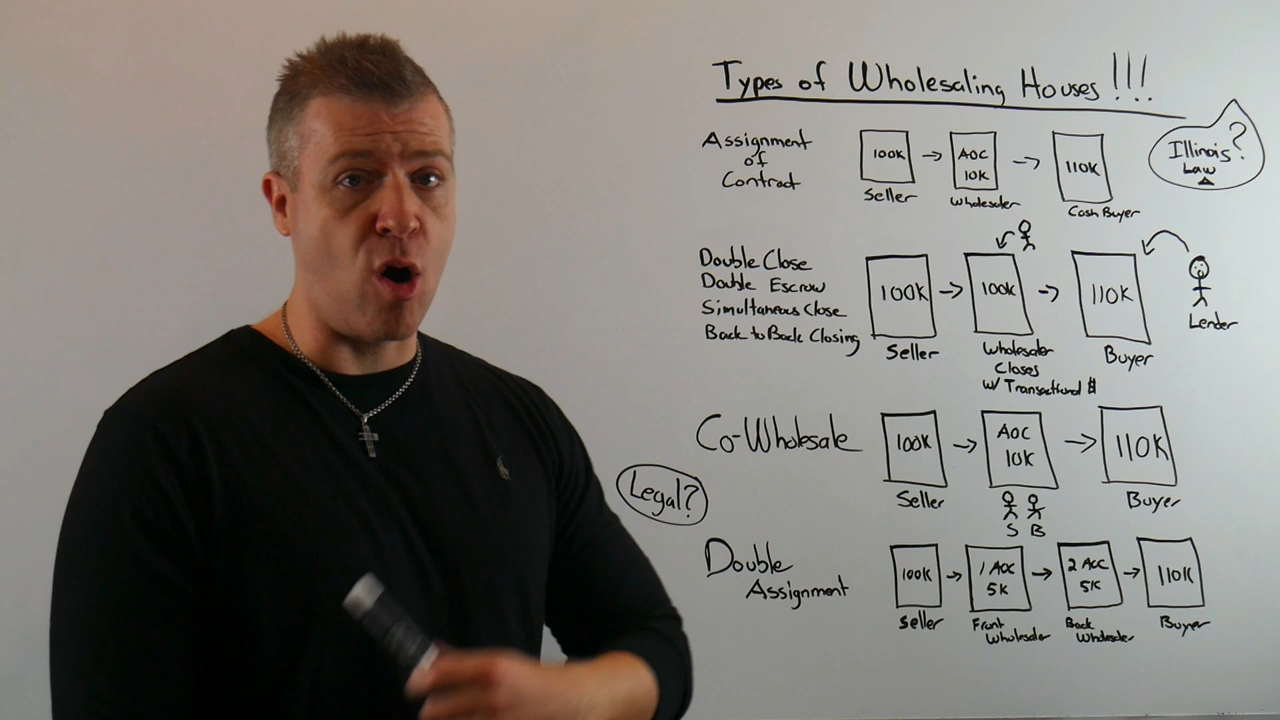 Types of Wholesaling Houses!!!
Assignment
of
Contract
100K
Seller
AOC
10K
Wholesaler
110K
Cash Buyer
Illinois?
Law
Double Close
Double Escrow
Simultaneous Close
Back to Back Closing
100K
Seller
100K
Wholesaler
Closes
w/ Transactional $
110K
Buyer
Lender
Co-Wholesale
100K
Seller
AOC
10K
S B
110K
Buyer
Legal?
Double
Assignment
100K
Seller
1 AOC
5K
Front
Wholesaler
2 AOC
5K
Back
Wholesaler
110K
Buyer